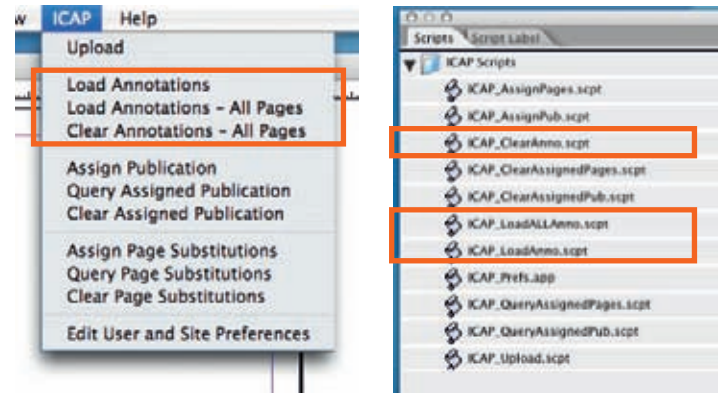 w ICAP Help
Upload
Load Annotations
Load Annotations - All Pages
Clear Annotations - All Pages
Assign Publication
Query Assigned Publication
Clear Assigned Publication
Assign Page Substitutions
Query Page Substitutions
Clear Page Substitutions
Edit User and Site Preferences
Scripts Script Label
ICAP Scripts
ICAP_AssignPages.scpt
ICAP_AssignPub.scpt
ICAP_ClearAnno.scpt
ICAP_ClearAssignedPages.scpt
ICAP_ClearAssignedPub.scpt
ICAP_LoadALLAnno.scpt
ICAP_LoadAnno.scpt
ICAP_Prefs.app
ICAP_QueryAssignedPages.scpt
ICAP_QueryAssignedPub.scpt
ICAP_Upload.scpt